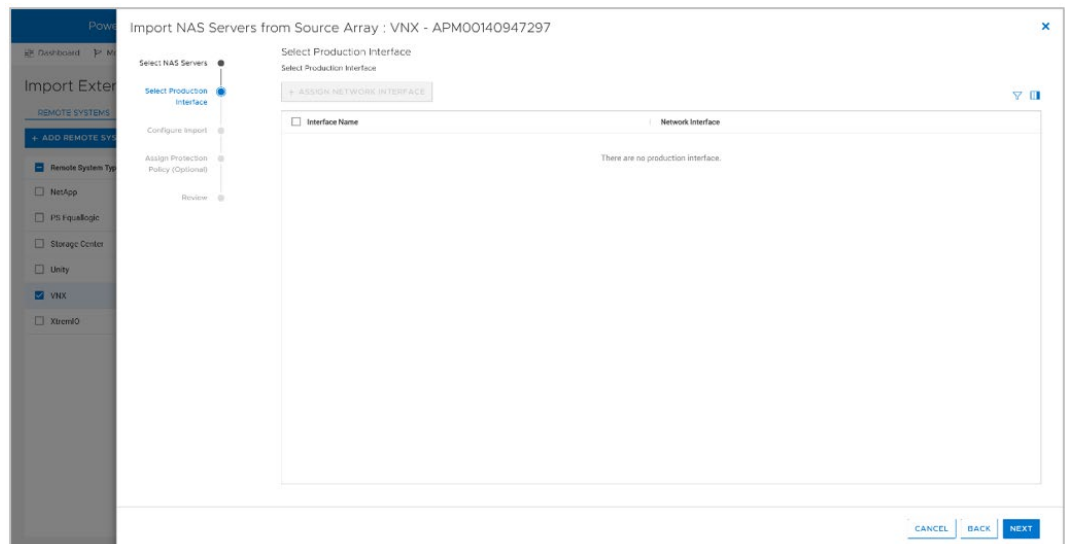 Powe
Import NAS Servers from Source Array : VNX - APM00140947297
Dashboard
Import Exter
REMOTE SYSTEMS
+ ADD REMOTE SYS
Remote System Typ
NetApp
PS Equallogic
Storage Center
Unity
VNX
XtremIO
Select NAS Servers
Select Production
Interface
Configure Import
Assign Protection
Policy (Optional)
Review
Select Production Interface
Select Production Interface
+ ASSIGN NETWORK INTERFACE
Interface Name
Network Interface
There are no production interface.
CANCEL
BACK
NEXT